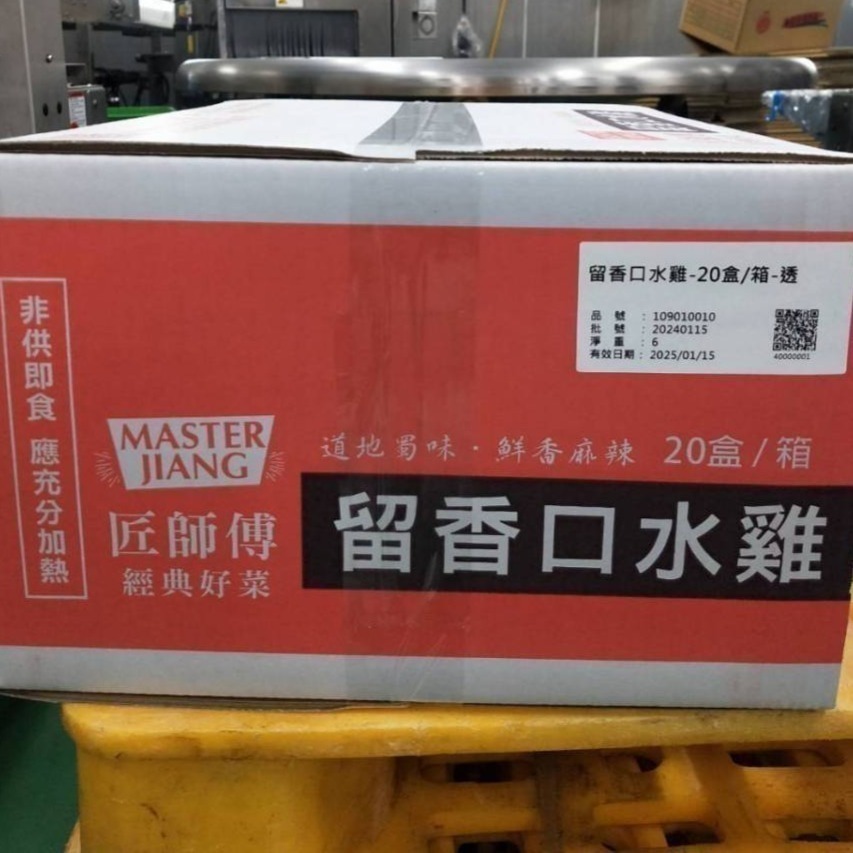 留香口水雞-20盒/箱-透
品 號 : 109010010
批 號 : 20240115
淨 重 : 6
有效日期 : 2025/01/15
40000001
非供即食 應充分加熱
MASTER
JIANG
匠師傅
經典好菜
道地蜀味・鮮香麻辣 20盒/箱
留香口水雞